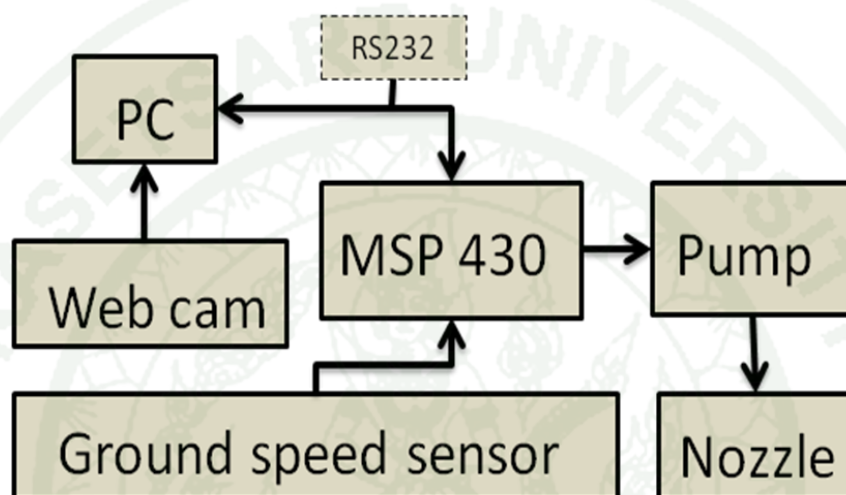 RS232
PC
MSP 430
Pump
Web cam
Ground speed sensor
Nozzle